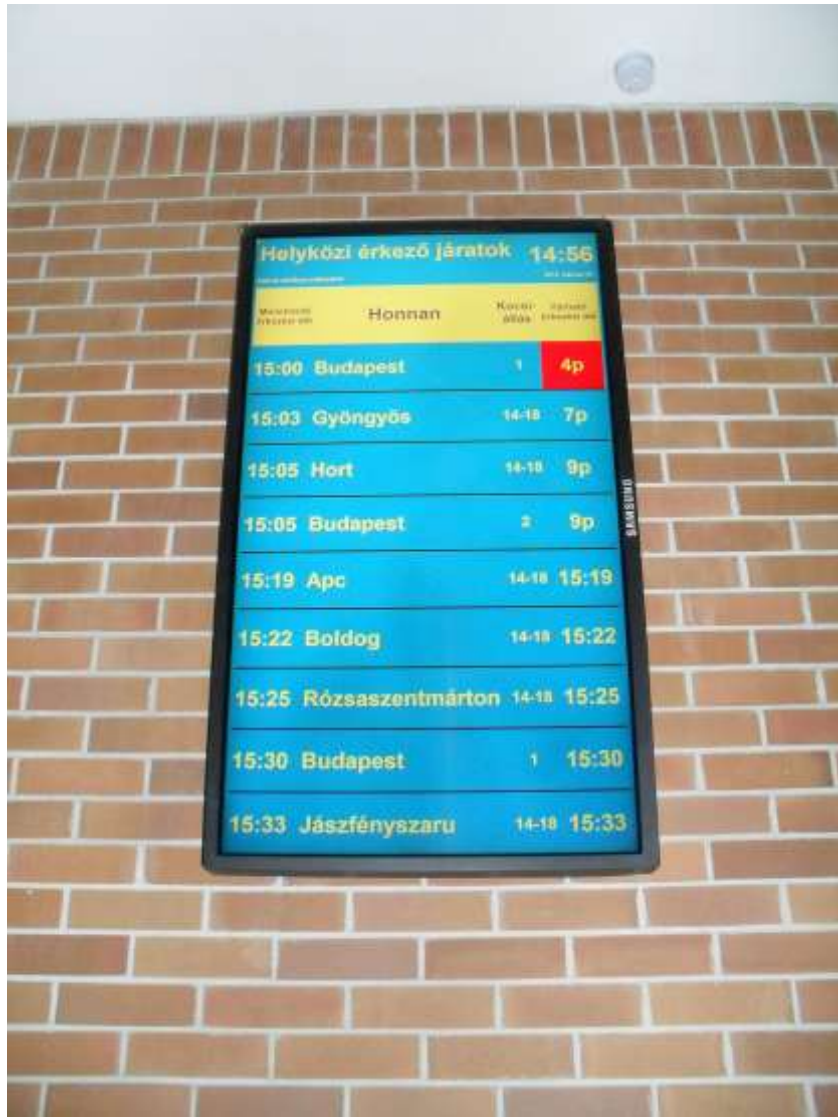 Helyközi érkező járatok 14:56
Honnan Kocsi-állás
15:00 Budapest 1 4p
15:03 Gyöngyös 14-18 7p
15:05 Hort 14-18 9p
15:05 Budapest 2 9p
15:19 Apc 14-18 15:19
15:22 Boldog 14-18 15:22
15:25 Rózsaszentmárton 14-18 15:25
15:30 Budapest 1 15:30
15:33 Jászfényszaru 14-18 15:33
SAMSUNG